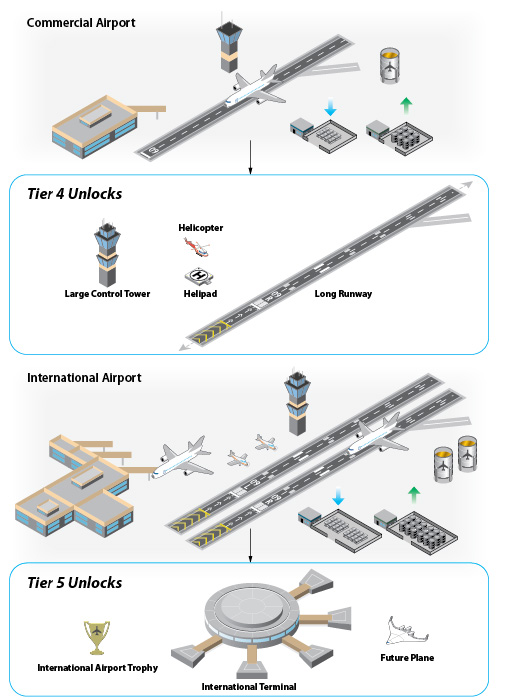 Commercial Airport
Tier 4 Unlocks
Helicopter
Large Control Tower
Helipad
Long Runway
International Airport
Tier 5 Unlocks
International Airport Trophy
International Terminal
Future Plane